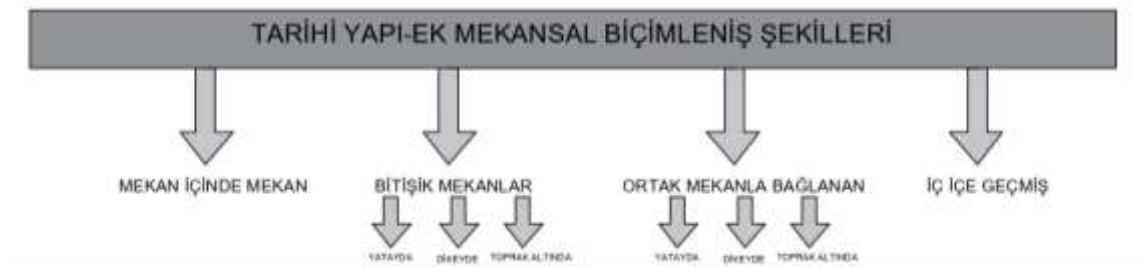 TARİHİ YAPI-EK MEKANSAL BİÇİMLENİŞ ŞEKİLLERİ
MEKAN İÇİNDE MEKAN
BİTİŞİK MEKANLAR
ORTAK MEKANLA BAĞLANAN
İÇ İÇE GEÇMİŞ
YATAYDA
DİKEYDE
TOPRAK ALTINDA
YATAYDA
DİKEYDE
TOPRAK ALTINDA